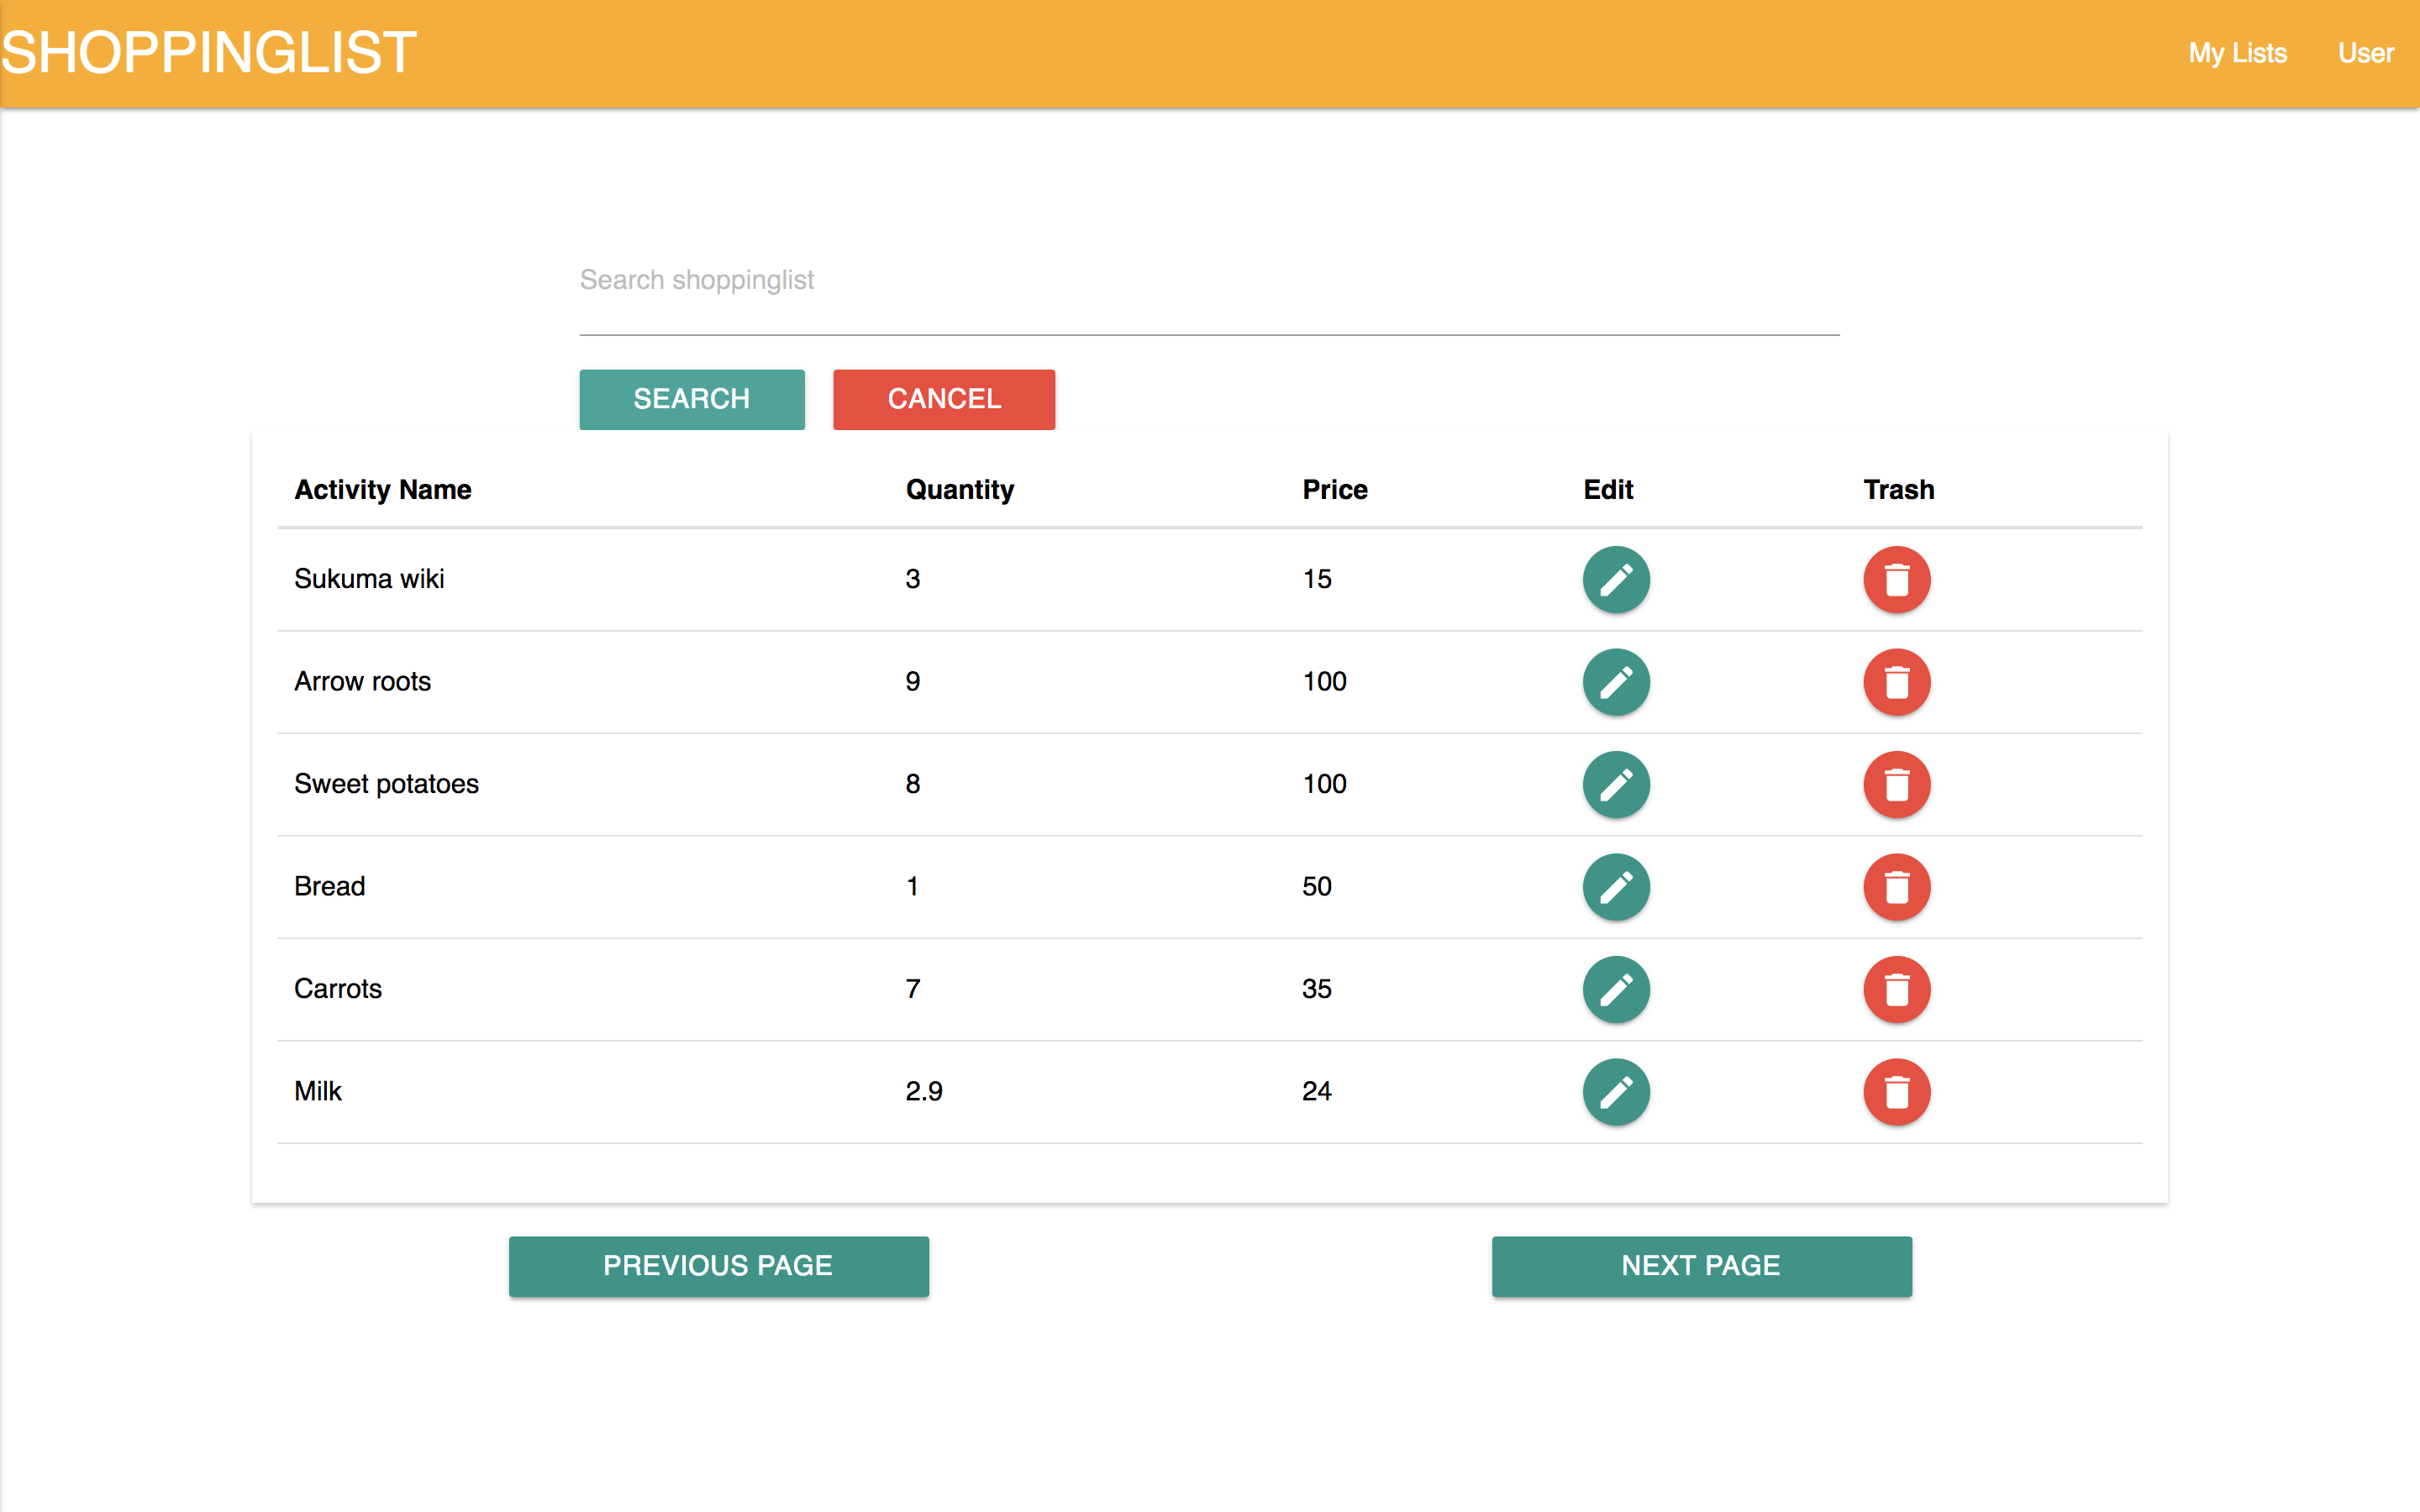 SHOPPINGLIST My Lists User
Search shoppinglist
SEARCH CANCEL
Activity Name Quantity Price Edit Trash
Sukuma wiki 3 15
Arrow roots 9 100
Sweet potatoes 8 100
Bread 1 50
Carrots 7 35
Milk 2.9 24
PREVIOUS PAGE NEXT PAGE